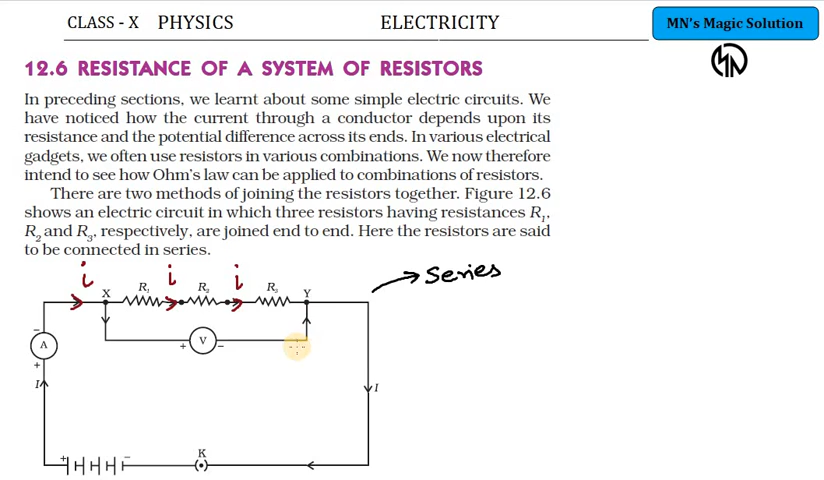 CLASS - X PHYSICS ELECTRICITY MN's Magic Solution
MN
12.6 RESISTANCE OF A SYSTEM OF RESISTORS
In preceding sections, we learnt about some simple electric circuits. We
have noticed how the current through a conductor depends upon its
resistance and the potential difference across its ends. In various electrical
gadgets, we often use resistors in various combinations. We now therefore
intend to see how Ohm's law can be applied to combinations of resistors.
There are two methods of joining the resistors together. Figure 12.6
shows an electric circuit in which three resistors having resistances R₁,
R₂ and R₃, respectively, are joined end to end. Here the resistors are said
to be connected in series.
i i i → Series
X R₁ R₂ R₃ Y
−
A + V −
+
I I
K
+ − (•)